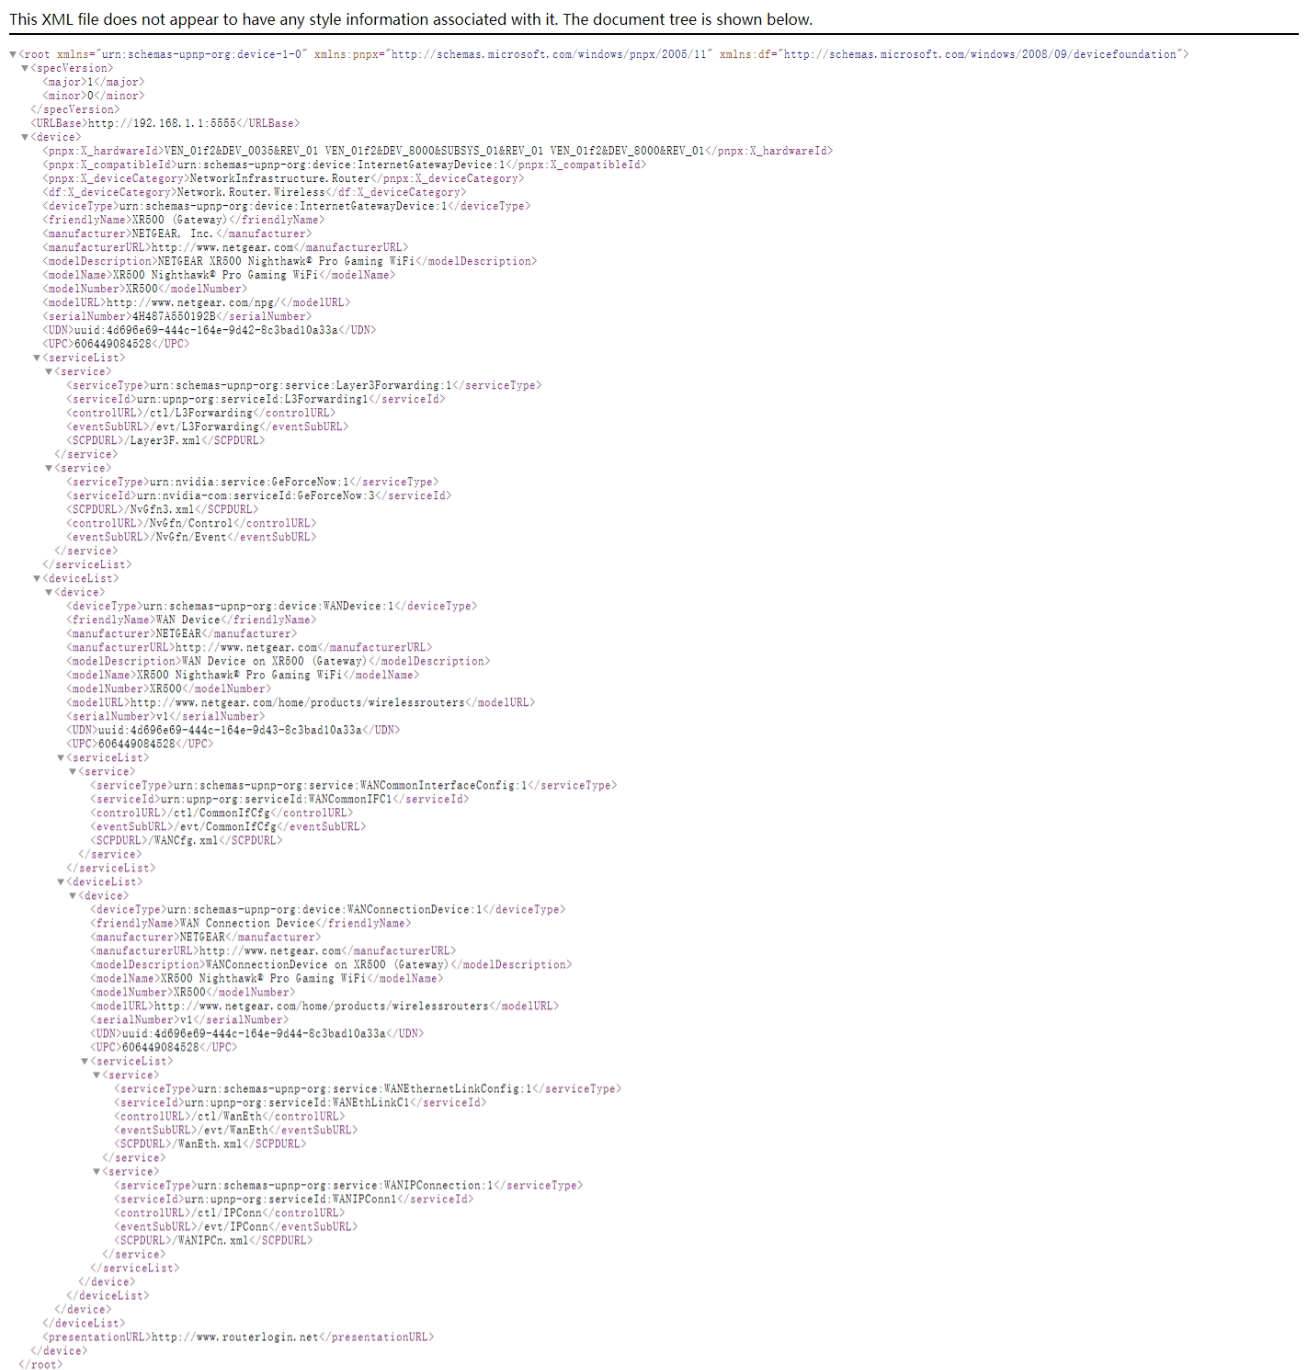 This XML file does not appear to have any style information associated with it. The document tree is shown below.
▼<root xmlns="urn:schemas-upnp-org:device-1-0" xmlns:pnpx="http://schemas.microsoft.com/windows/pnpx/2005/11" xmlns:df="http://schemas.microsoft.com/windows/2008/09/devicefoundation">
▼<specVersion>
<major>1</major>
<minor>0</minor>
</specVersion>
<URLBase>http://192.168.1.1:5555</URLBase>
▼<device>
<pnpx:X_hardwareId>VEN_01f2&DEV_0035&REV_01 VEN_01f2&DEV_8000&SUBSYS_01&REV_01 VEN_01f2&DEV_8000&REV_01</pnpx:X_hardwareId>
<pnpx:X_compatibleId>urn:schemas-upnp-org:device:InternetGatewayDevice:1</pnpx:X_compatibleId>
<pnpx:X_deviceCategory>NetworkInfrastructure.Router</pnpx:X_deviceCategory>
<df:X_deviceCategory>Network.Router.Wireless</df:X_deviceCategory>
<deviceType>urn:schemas-upnp-org:device:InternetGatewayDevice:1</deviceType>
<friendlyName>XR500 (Gateway)</friendlyName>
<manufacturer>NETGEAR, Inc.</manufacturer>
<manufacturerURL>http://www.netgear.com</manufacturerURL>
<modelDescription>NETGEAR XR500 Nighthawk® Pro Gaming WiFi</modelDescription>
<modelName>XR500 Nighthawk® Pro Gaming WiFi</modelName>
<modelNumber>XR500</modelNumber>
<modelURL>http://www.netgear.com/npg/</modelURL>
<serialNumber>4H487A550192B</serialNumber>
<UDN>uuid:4d696e69-444c-164e-9d42-8c3bad10a33a</UDN>
<UPC>606449084528</UPC>
▼<serviceList>
▼<service>
<serviceType>urn:schemas-upnp-org:service:Layer3Forwarding:1</serviceType>
<serviceId>urn:upnp-org:serviceId:L3Forwarding1</serviceId>
<controlURL>/ctl/L3Forwarding</controlURL>
<eventSubURL>/evt/L3Forwarding</eventSubURL>
<SCPDURL>/Layer3F.xml</SCPDURL>
</service>
▼<service>
<serviceType>urn:nvidia:service:GeForceNow:1</serviceType>
<serviceId>urn:nvidia-com:serviceId:GeForceNow:3</serviceId>
<SCPDURL>/NvGfn3.xml</SCPDURL>
<controlURL>/NvGfn/Control</controlURL>
<eventSubURL>/NvGfn/Event</eventSubURL>
</service>
</serviceList>
▼<deviceList>
▼<device>
<deviceType>urn:schemas-upnp-org:device:WANDevice:1</deviceType>
<friendlyName>WAN Device</friendlyName>
<manufacturer>NETGEAR</manufacturer>
<manufacturerURL>http://www.netgear.com</manufacturerURL>
<modelDescription>WAN Device on XR500 (Gateway)</modelDescription>
<modelName>XR500 Nighthawk® Pro Gaming WiFi</modelName>
<modelNumber>XR500</modelNumber>
<modelURL>http://www.netgear.com/home/products/wirelessrouters</modelURL>
<serialNumber>v1</serialNumber>
<UDN>uuid:4d696e69-444c-164e-9d43-8c3bad10a33a</UDN>
<UPC>606449084528</UPC>
▼<serviceList>
▼<service>
<serviceType>urn:schemas-upnp-org:service:WANCommonInterfaceConfig:1</serviceType>
<serviceId>urn:upnp-org:serviceId:WANCommonIFC1</serviceId>
<controlURL>/ctl/CommonIfCfg</controlURL>
<eventSubURL>/evt/CommonIfCfg</eventSubURL>
<SCPDURL>/WANCfg.xml</SCPDURL>
</service>
</serviceList>
▼<deviceList>
▼<device>
<deviceType>urn:schemas-upnp-org:device:WANConnectionDevice:1</deviceType>
<friendlyName>WAN Connection Device</friendlyName>
<manufacturer>NETGEAR</manufacturer>
<manufacturerURL>http://www.netgear.com</manufacturerURL>
<modelDescription>WANConnectionDevice on XR500 (Gateway)</modelDescription>
<modelName>XR500 Nighthawk® Pro Gaming WiFi</modelName>
<modelNumber>XR500</modelNumber>
<modelURL>http://www.netgear.com/home/products/wirelessrouters</modelURL>
<serialNumber>v1</serialNumber>
<UDN>uuid:4d696e69-444c-164e-9d44-8c3bad10a33a</UDN>
<UPC>606449084528</UPC>
▼<serviceList>
▼<service>
<serviceType>urn:schemas-upnp-org:service:WANEthernetLinkConfig:1</serviceType>
<serviceId>urn:upnp-org:serviceId:WANEthLinkC1</serviceId>
<controlURL>/ctl/WanEth</controlURL>
<eventSubURL>/evt/WanEth</eventSubURL>
<SCPDURL>/WanEth.xml</SCPDURL>
</service>
▼<service>
<serviceType>urn:schemas-upnp-org:service:WANIPConnection:1</serviceType>
<serviceId>urn:upnp-org:serviceId:WANIPConn1</serviceId>
<controlURL>/ctl/IPConn</controlURL>
<eventSubURL>/evt/IPConn</eventSubURL>
<SCPDURL>/WANIPCn.xml</SCPDURL>
</service>
</serviceList>
</device>
</deviceList>
</device>
</deviceList>
<presentationURL>http://www.routerlogin.net</presentationURL>
</device>
</root>